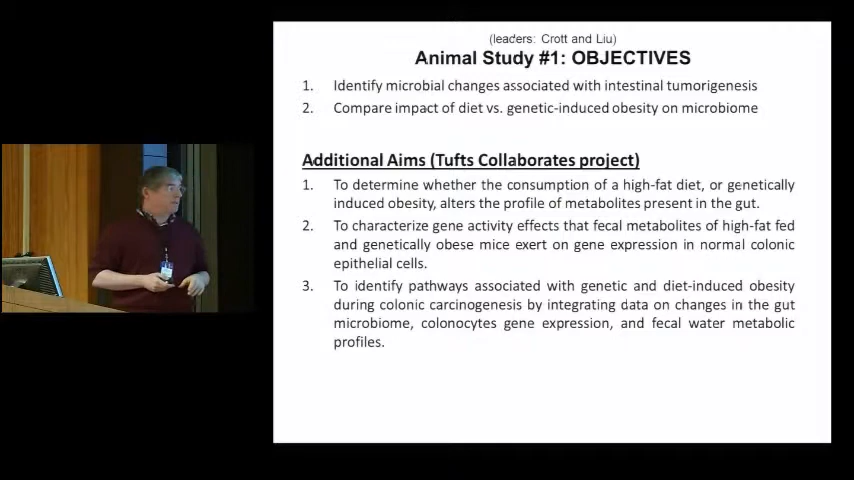 (leaders: Crott and Liu)
Animal Study #1: OBJECTIVES
1. Identify microbial changes associated with intestinal tumorigenesis
2. Compare impact of diet vs. genetic-induced obesity on microbiome
Additional Aims (Tufts Collaborates project)
1. To determine whether the consumption of a high-fat diet, or genetically
induced obesity, alters the profile of metabolites present in the gut.
2. To characterize gene activity effects that fecal metabolites of high-fat fed
and genetically obese mice exert on gene expression in normal colonic
epithelial cells.
3. To identify pathways associated with genetic and diet-induced obesity
during colonic carcinogenesis by integrating data on changes in the gut
microbiome, colonocytes gene expression, and fecal water metabolic
profiles.